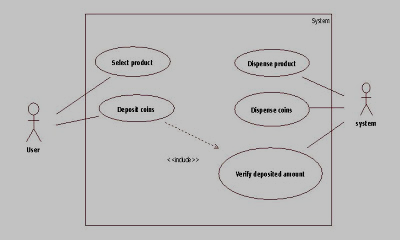 System
Select product
Dispense product
Deposit coins
Dispense coins
User
system
<<include>>
Verify deposited amount